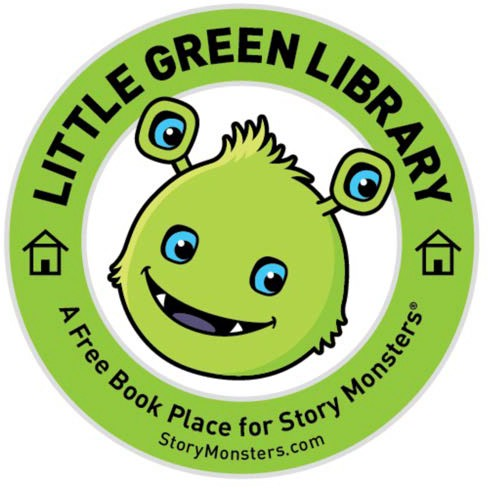 LITTLE GREEN LIBRARY
A Free Book Place for Story Monsters®
StoryMonsters.com